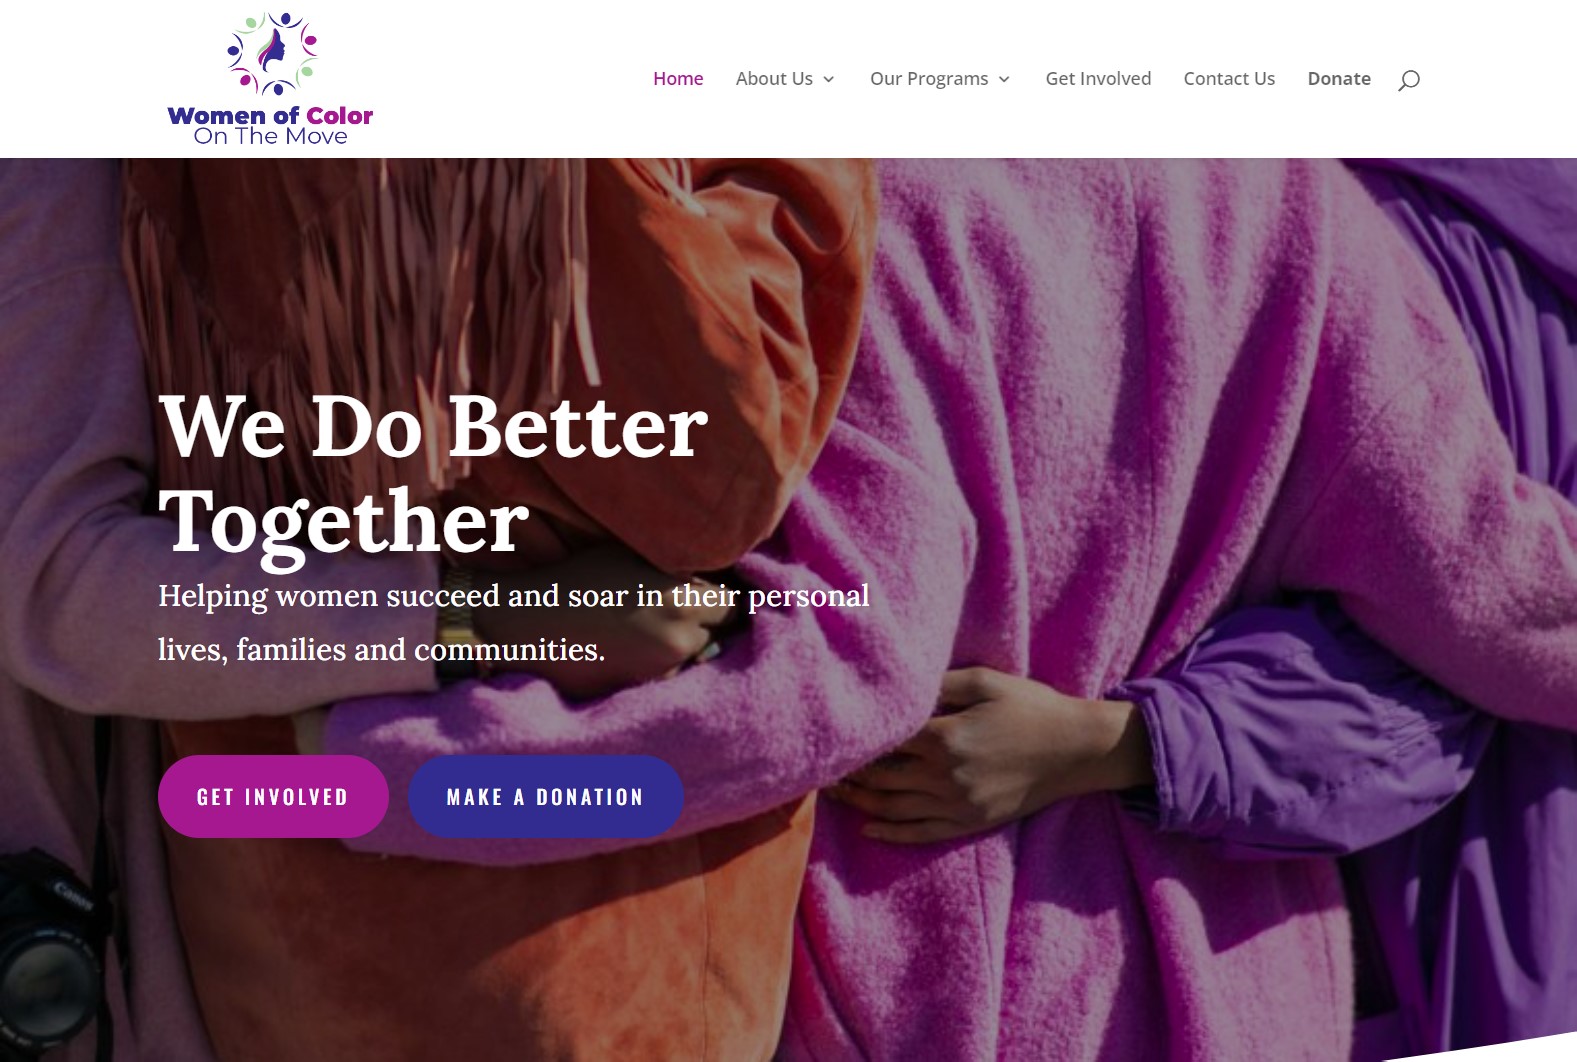 Women of Color
On The Move
Home About Us Our Programs Get Involved Contact Us Donate
We Do Better
Together
Helping women succeed and soar in their personal
lives, families and communities.
GET INVOLVED MAKE A DONATION
Canon